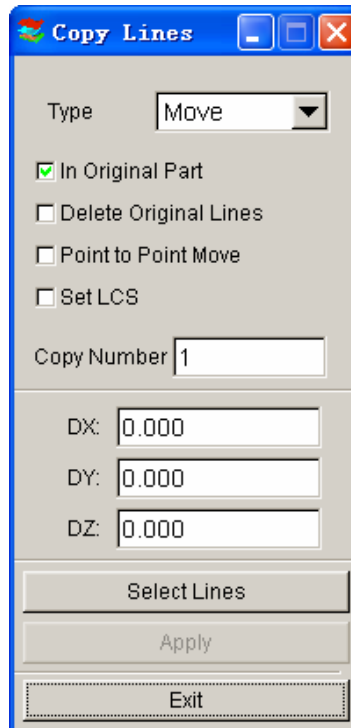 Copy Lines
Type Move
In Original Part
Delete Original Lines
Point to Point Move
Set LCS
Copy Number 1
DX: 0.000
DY: 0.000
DZ: 0.000
Select Lines
Apply
Exit